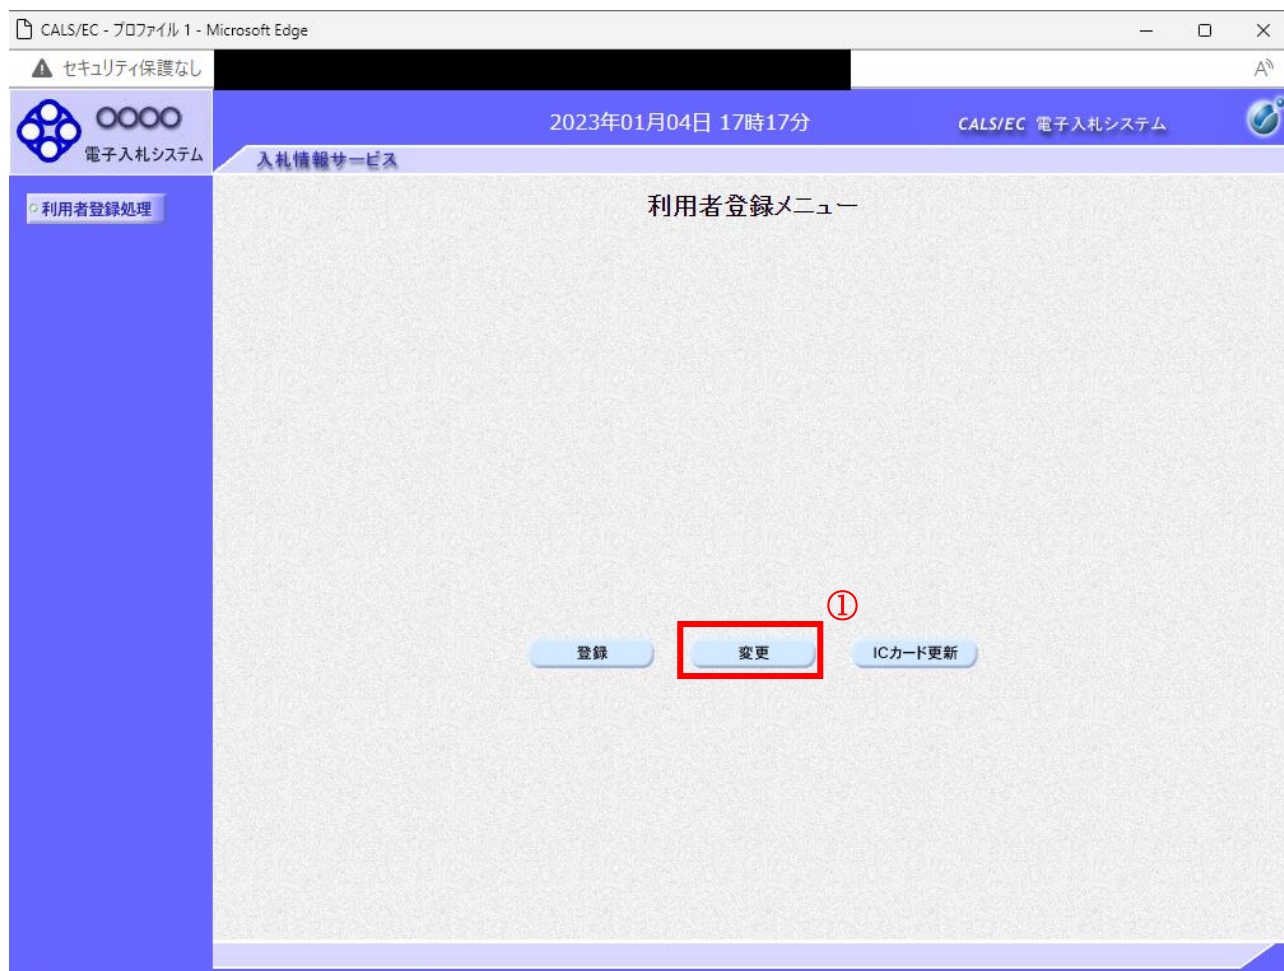 CALS/EC - プロファイル 1 - Microsoft Edge
セキュリティ保護なし
○○○○
電子入札システム
2023年01月04日 17時17分
CALS/EC 電子入札システム
入札情報サービス
利用者登録処理
利用者登録メニュー
①
登録
変更
ICカード更新